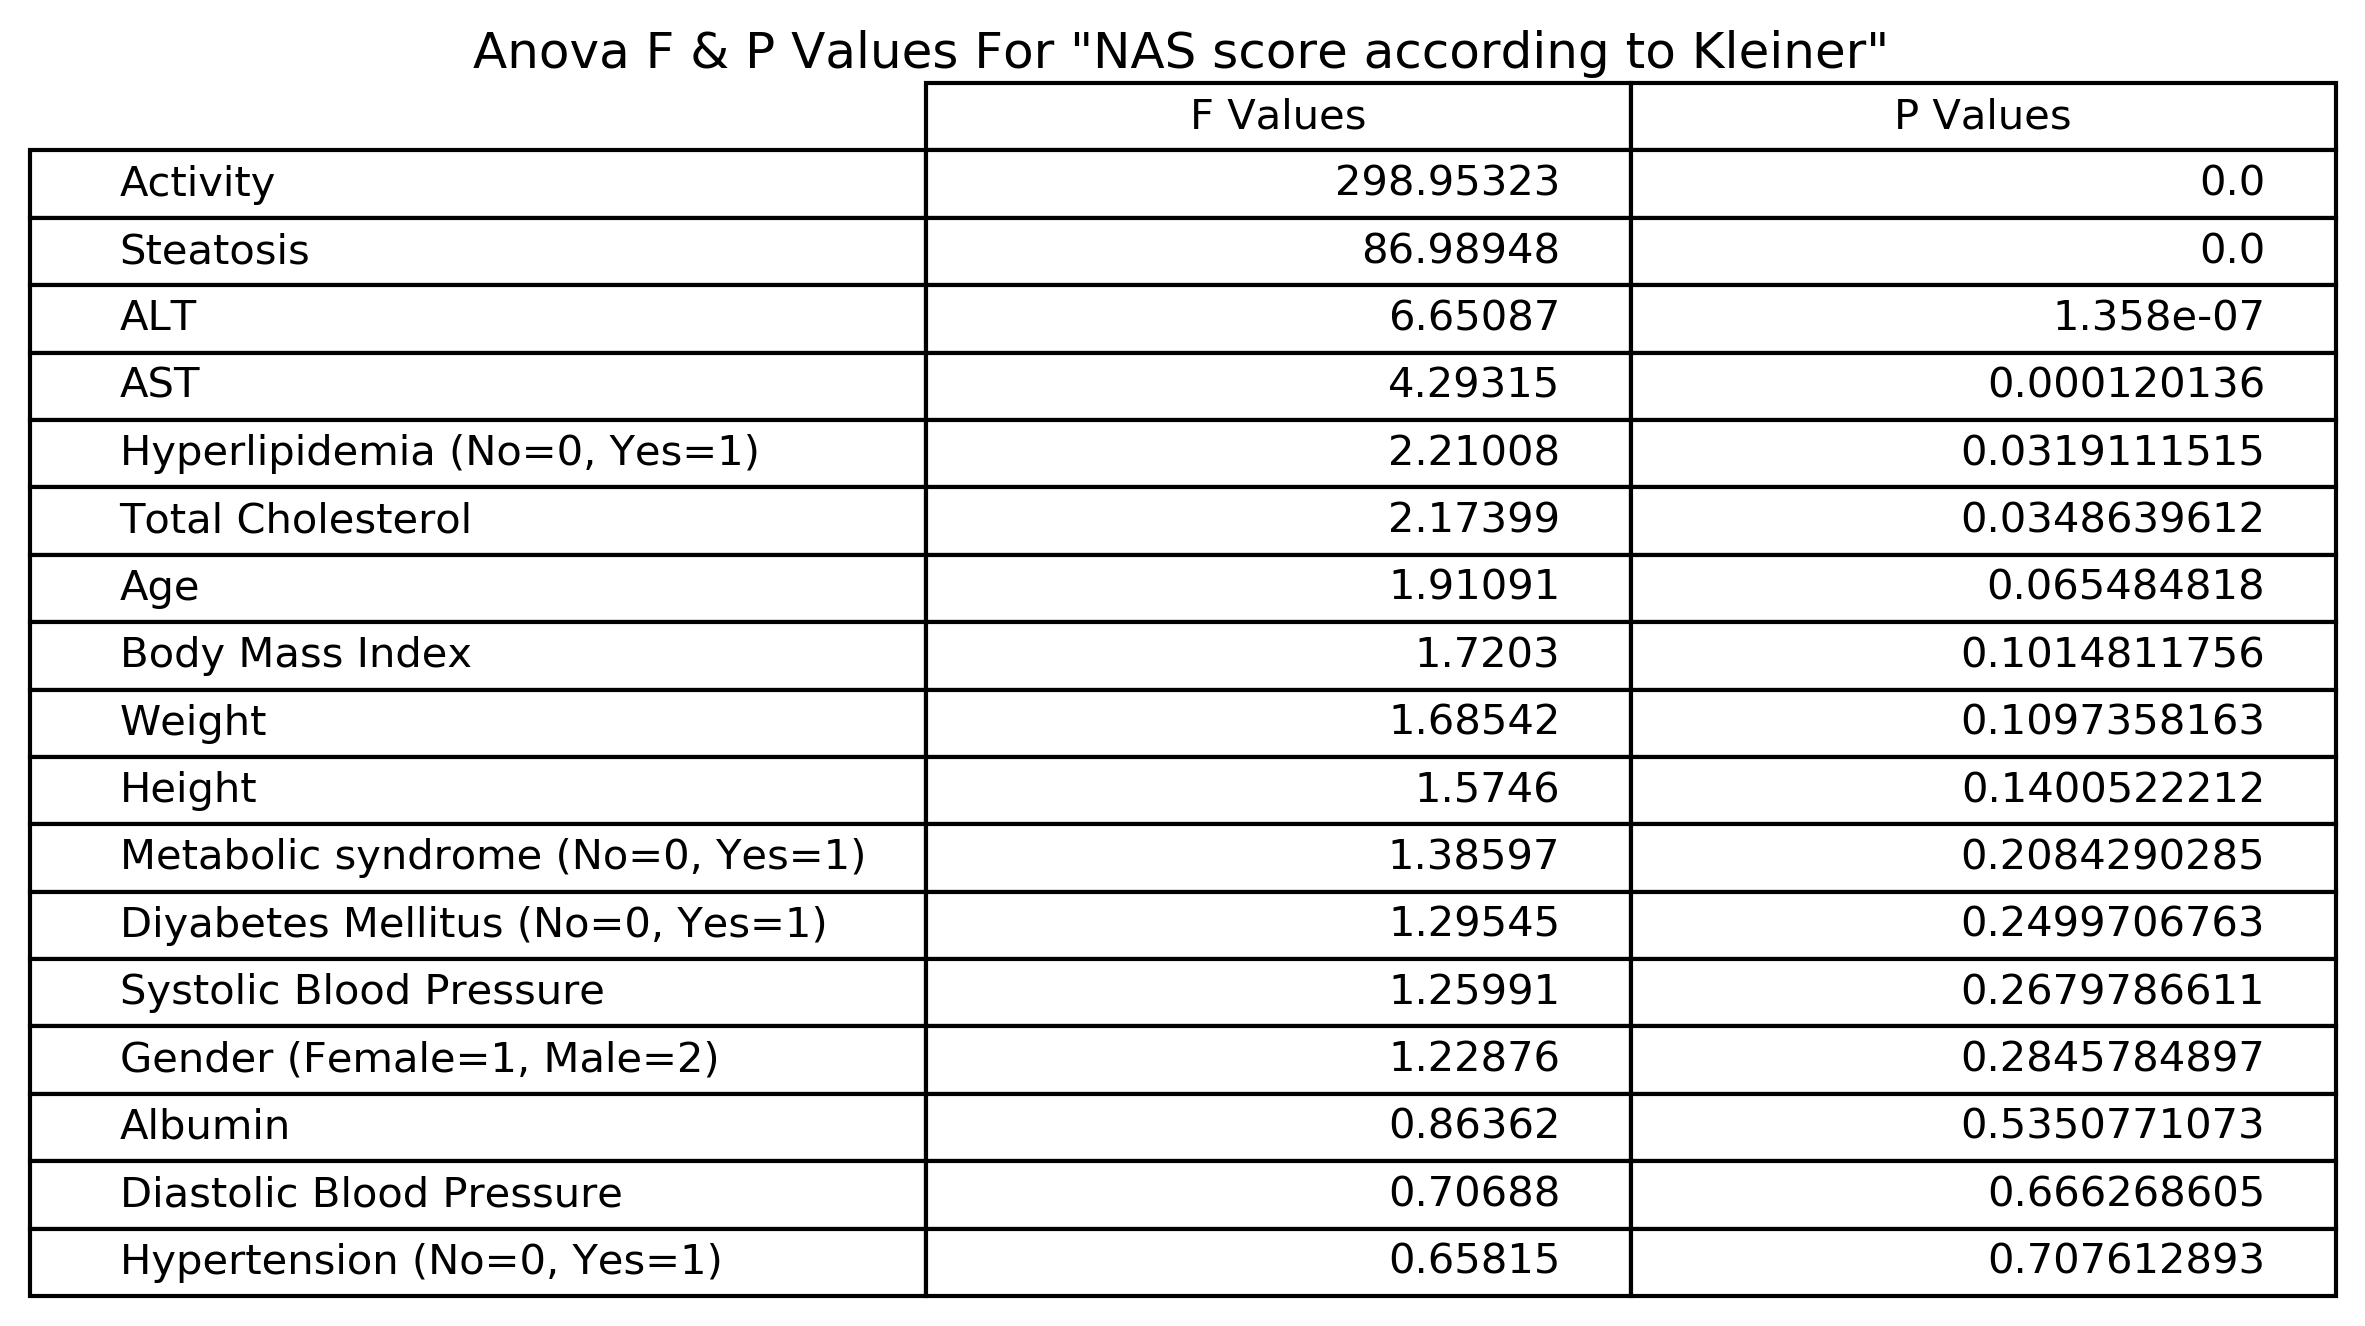 Anova F & P Values For "NAS score according to Kleiner"
F Values P Values
Activity 298.95323 0.0
Steatosis 86.98948 0.0
ALT 6.65087 1.358e-07
AST 4.29315 0.000120136
Hyperlipidemia (No=0, Yes=1) 2.21008 0.0319111515
Total Cholesterol 2.17399 0.0348639612
Age 1.91091 0.065484818
Body Mass Index 1.7203 0.1014811756
Weight 1.68542 0.1097358163
Height 1.5746 0.1400522212
Metabolic syndrome (No=0, Yes=1) 1.38597 0.2084290285
Diyabetes Mellitus (No=0, Yes=1) 1.29545 0.2499706763
Systolic Blood Pressure 1.25991 0.2679786611
Gender (Female=1, Male=2) 1.22876 0.2845784897
Albumin 0.86362 0.5350771073
Diastolic Blood Pressure 0.70688 0.666268605
Hypertension (No=0, Yes=1) 0.65815 0.707612893